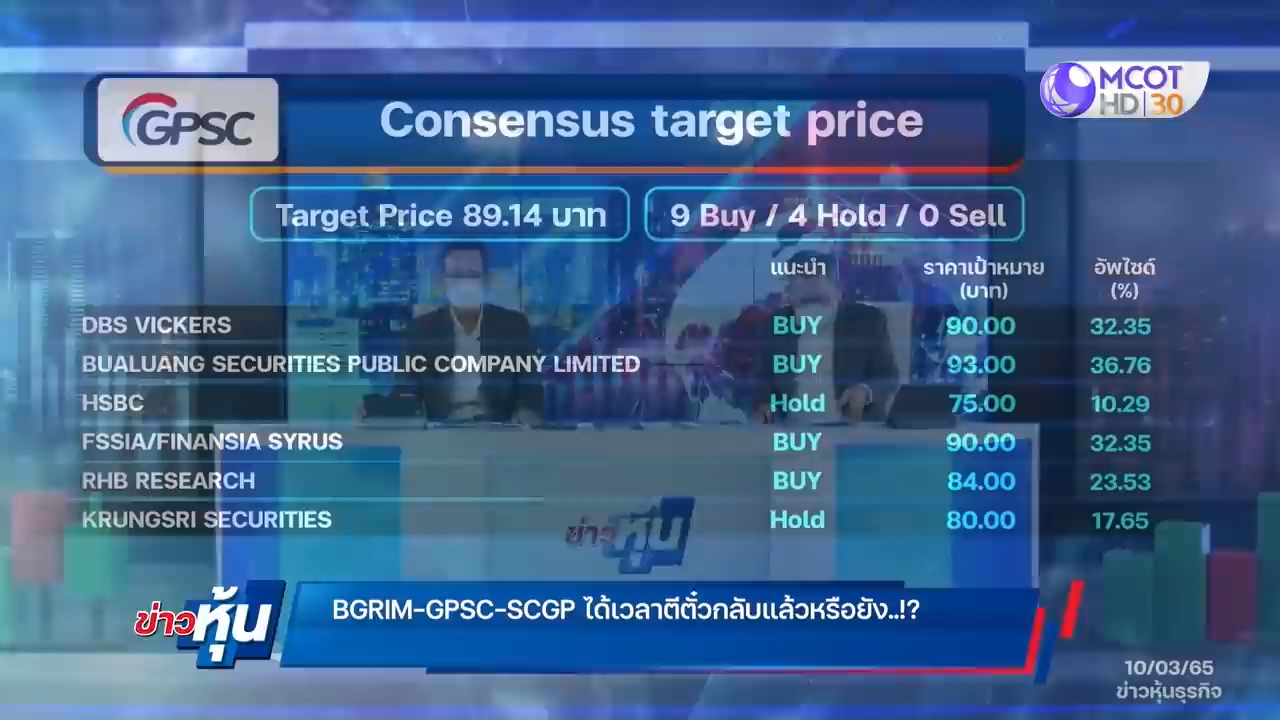 GPSC
Consensus target price
MCOT
HD 30
Target Price 89.14 บาท
9 Buy / 4 Hold / 0 Sell
แนะนำ ราคาเป้าหมาย (บาท) อัพไซด์ (%)
DBS VICKERS BUY 90.00 32.35
BUALUANG SECURITIES PUBLIC COMPANY LIMITED BUY 93.00 36.76
HSBC Hold 75.00 10.29
FSSIA/FINANSIA SYRUS BUY 90.00 32.35
RHB RESEARCH BUY 84.00 23.53
KRUNGSRI SECURITIES Hold 80.00 17.65
ข่าวหุ้น
ข่าวหุ้น
BGRIM-GPSC-SCGP ได้เวลาตีตั๋วกลับแล้วหรือยัง..!?
10/03/65
ข่าวหุ้นธุรกิจ